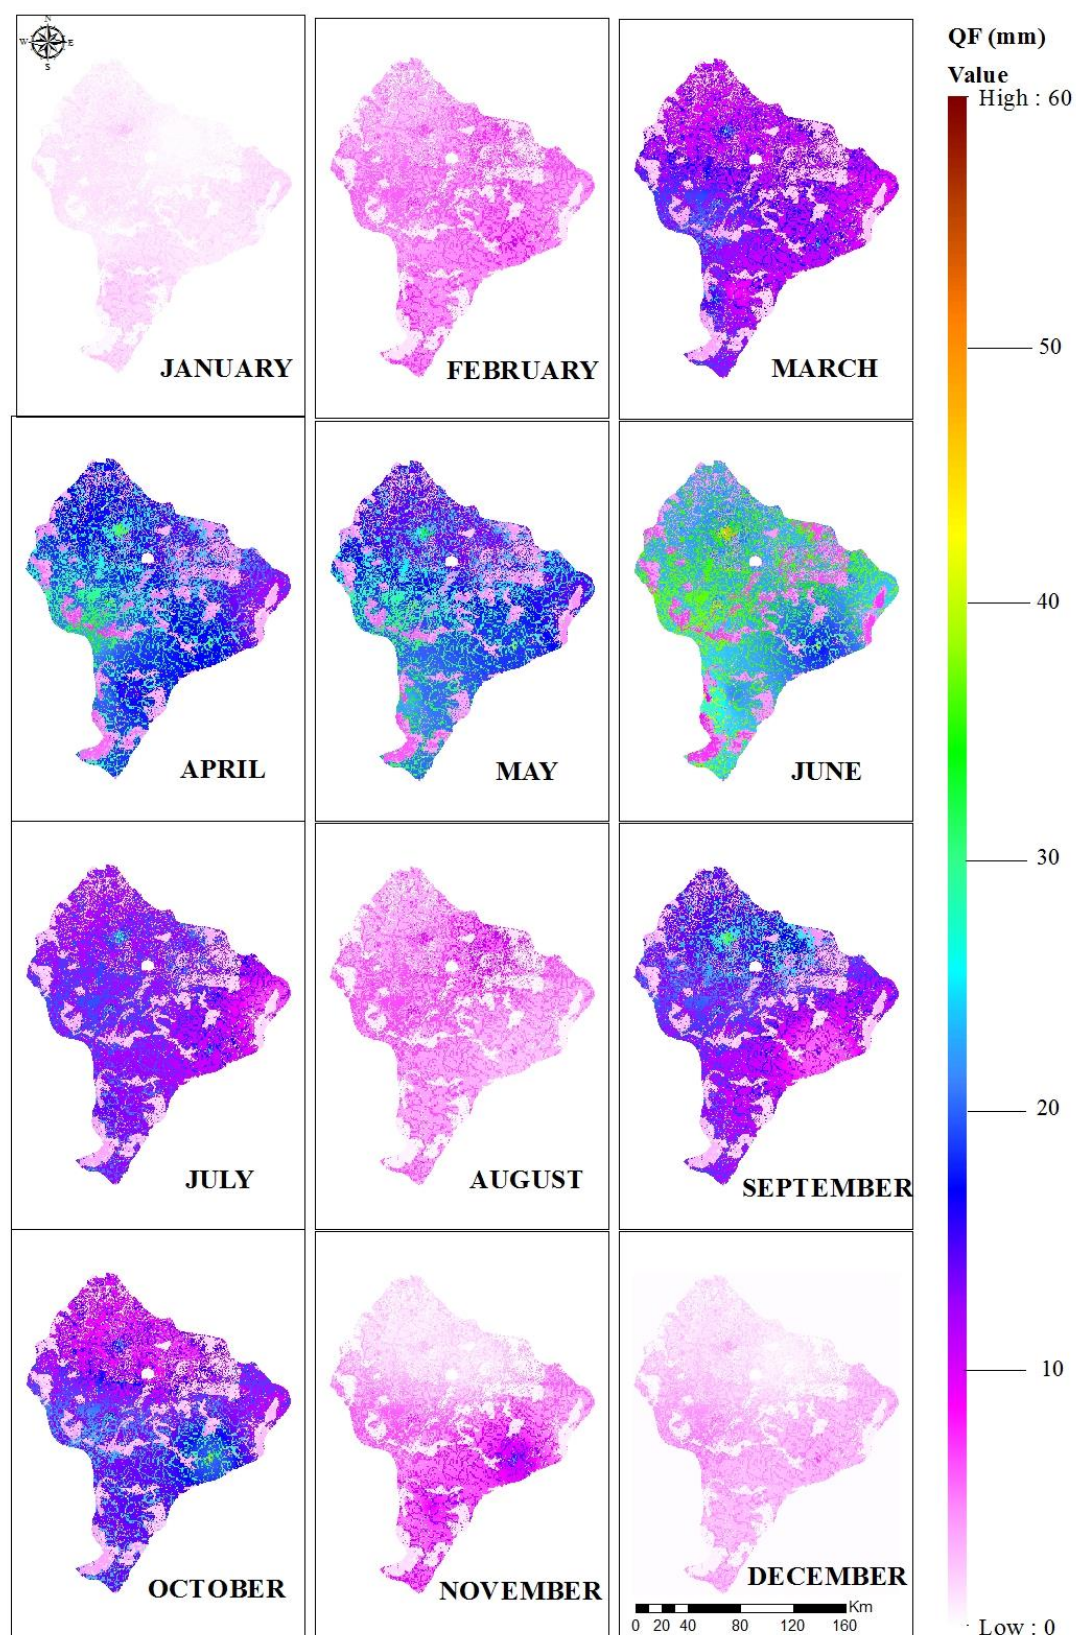 N
W E
S
QF (mm)
Value
High : 60
50
40
30
20
10
Low : 0
JANUARY
FEBRUARY
MARCH
APRIL
MAY
JUNE
JULY
AUGUST
SEPTEMBER
OCTOBER
NOVEMBER
DECEMBER
Km
0 20 40 80 120 160